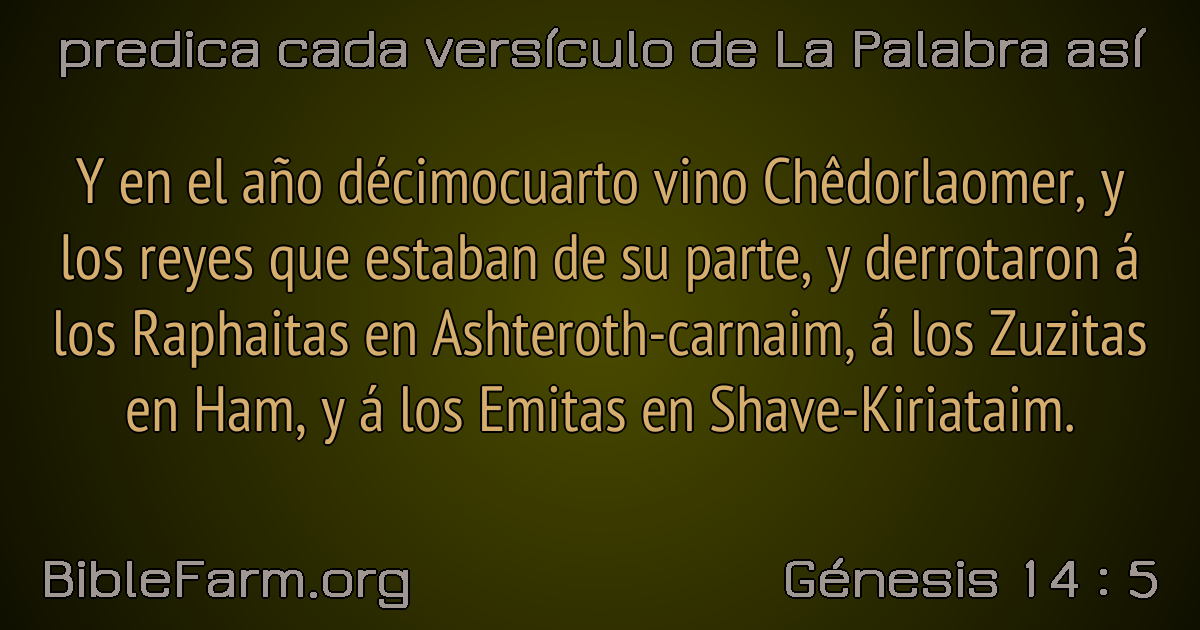 predica cada versículo de La Palabra así
Y en el año décimocuarto vino Chêdorlaomer, y
los reyes que estaban de su parte, y derrotaron á
los Raphaitas en Ashteroth-carnaim, á los Zuzitas
en Ham, y á los Emitas en Shave-Kiriataim.
BibleFarm.org
Génesis 14 : 5